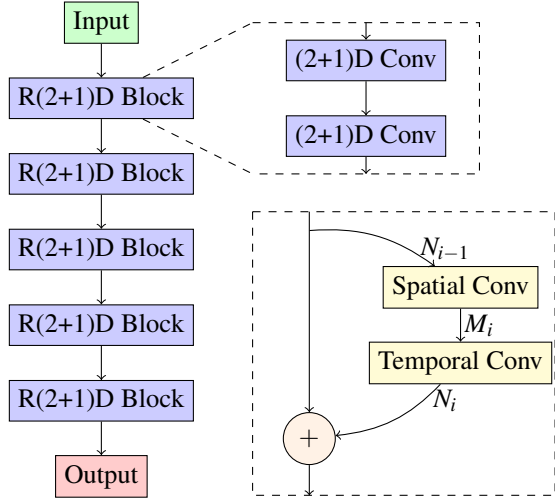 Input
R(2+1)D Block
R(2+1)D Block
R(2+1)D Block
R(2+1)D Block
R(2+1)D Block
Output
(2+1)D Conv
(2+1)D Conv
N_{i−1}
Spatial Conv
M_i
Temporal Conv
N_i
+